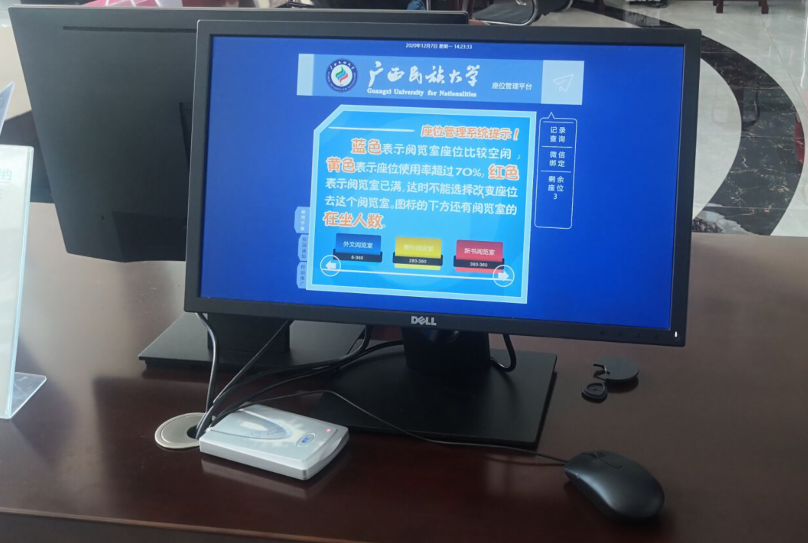 2020年12月7日 星期一 14:23:33
广西民族大学
座位管理平台
Guangxi University for Nationalities
座位管理系统提示！
蓝色表示阅览室座位比较空闲，
黄色表示座位使用率超过70%，红色
表示阅览室已满，这时不能选择改变座位
去这个阅览室。图标的下方还有阅览室的
在坐人数。
外文阅览室
新书阅览室
5-360
293-360
360-360
记录
查询
微信
绑定
剩余
座位
3
DELL